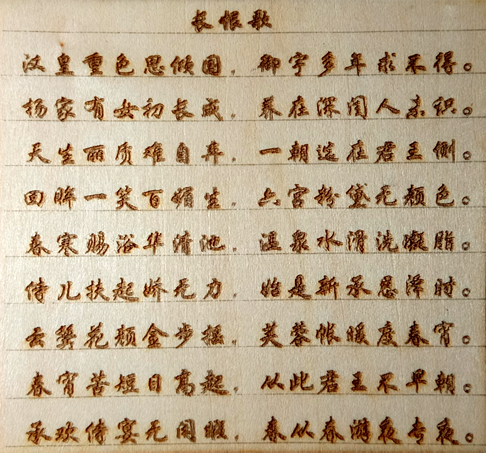 长恨歌
汉皇重色思倾国，御宇多年求不得。
杨家有女初长成，养在深闺人未识。
天生丽质难自弃，一朝选在君王侧。
回眸一笑百媚生，六宫粉黛无颜色。
春寒赐浴华清池，温泉水滑洗凝脂。
侍儿扶起娇无力，始是新承恩泽时。
云鬓花颜金步摇，芙蓉帐暖度春宵。
春宵苦短日高起，从此君王不早朝。
承欢侍宴无闲暇，春从春游夜专夜。